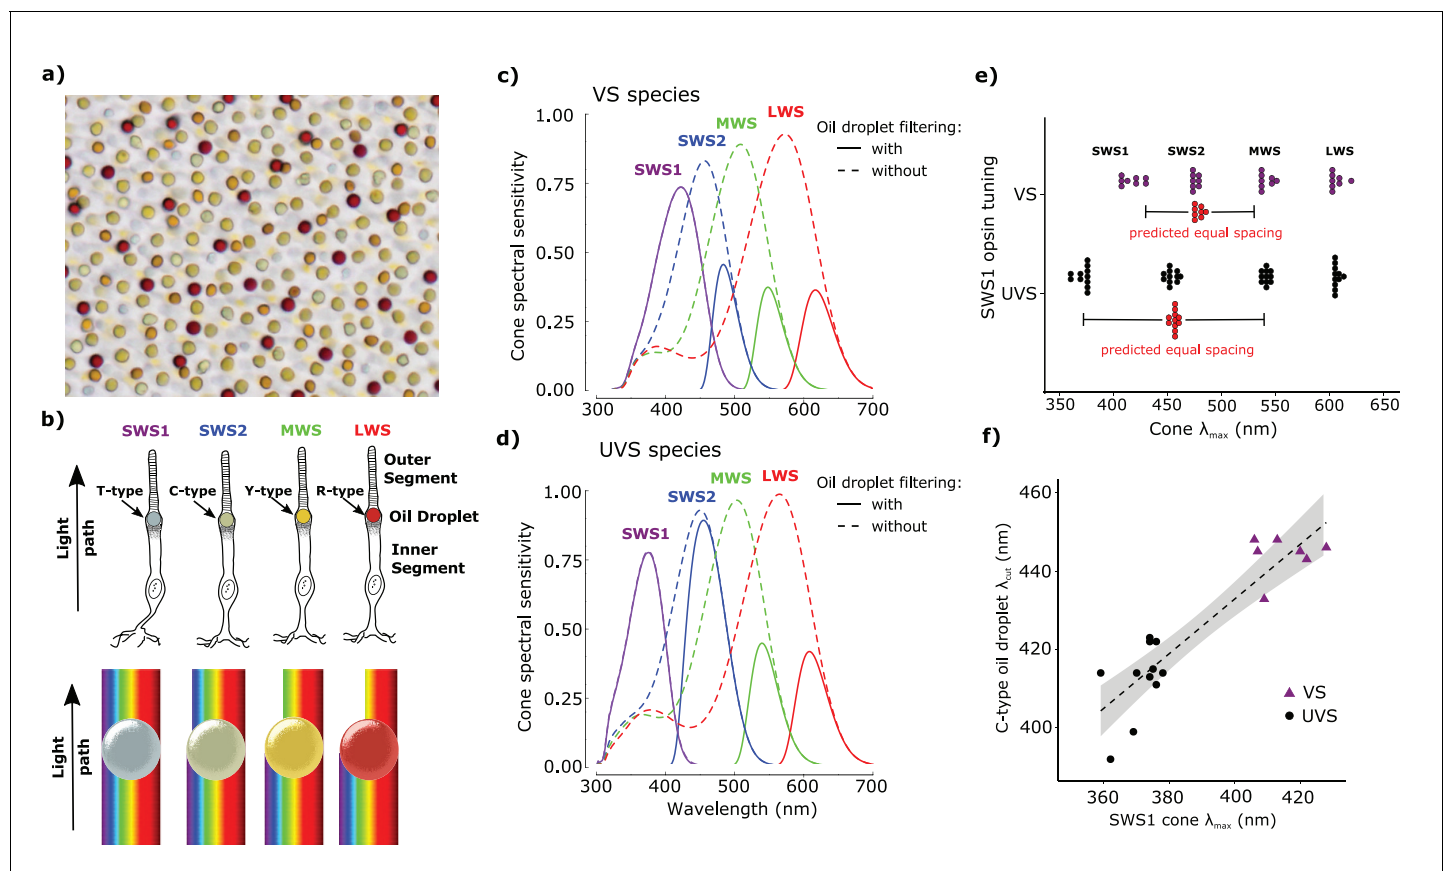 a)
b)
SWS1 SWS2 MWS LWS
Outer
Segment
T-type C-type Y-type R-type
Oil Droplet
Inner
Segment
Light
path
Light
path
c)
VS species
Cone spectral sensitivity
1.00
0.75
0.50
0.25
0.00
300 400 500 600 700
SWS1
SWS2
MWS
LWS
Oil droplet filtering:
with
without
d)
UVS species
Cone spectral sensitivity
1.00
0.75
0.50
0.25
0.00
300 400 500 600 700
Wavelength (nm)
SWS1
SWS2
MWS
LWS
Oil droplet filtering:
with
without
e)
SWS1 opsin tuning
VS
UVS
SWS1 SWS2 MWS LWS
predicted equal spacing
predicted equal spacing
350 400 450 500 550 600 650
Cone λmax (nm)
f)
C-type oil droplet λcut (nm)
460
440
420
400
VS
UVS
360 380 400 420
SWS1 cone λmax (nm)